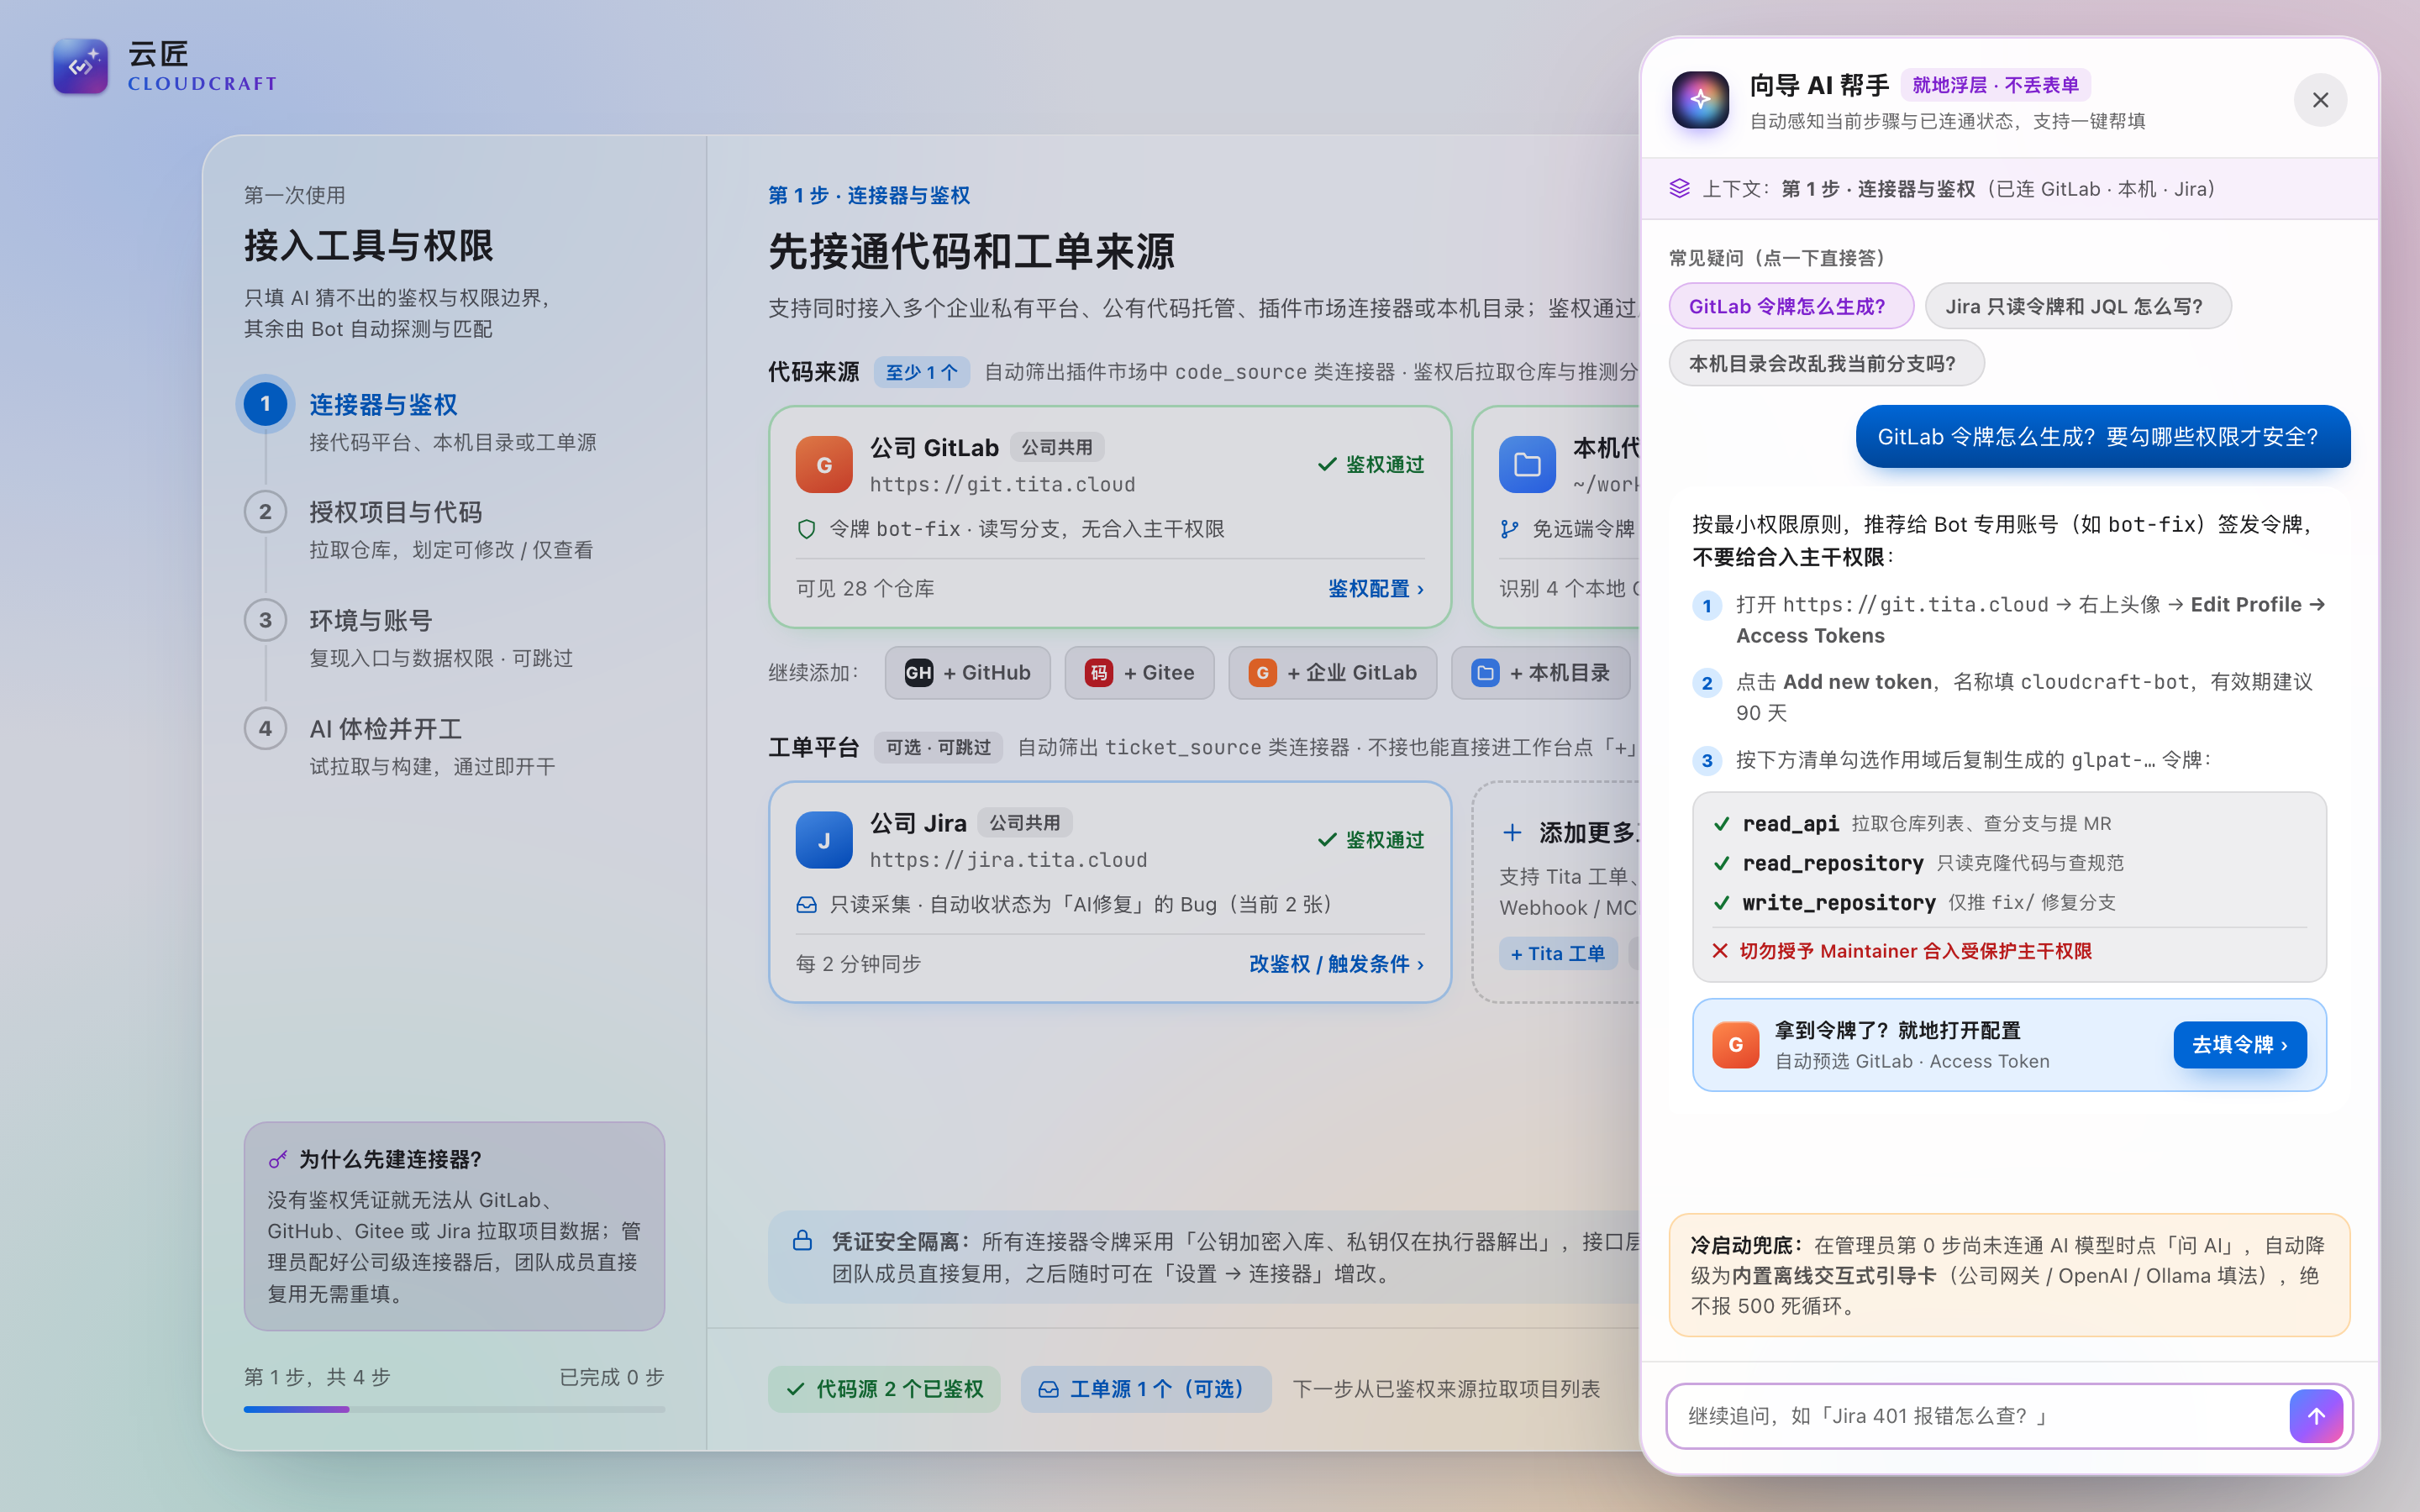 云匠
CLOUDCRAFT
第一次使用
接入工具与权限
只填 AI 猜不出的鉴权与权限边界，
其余由 Bot 自动探测与匹配
1
连接器与鉴权
接代码平台、本机目录或工单源
2
授权项目与代码
拉取仓库，划定可修改 / 仅查看
3
环境与账号
复现入口与数据权限 · 可跳过
4
AI 体检并开工
试拉取与构建，通过即开干
为什么先建连接器？
没有鉴权凭证就无法从 GitLab、
GitHub、Gitee 或 Jira 拉取项目数据；管
理员配好公司级连接器后，团队成员直接
复用无需重填。
第 1 步，共 4 步
已完成 0 步
第 1 步 · 连接器与鉴权
先接通代码和工单来源
支持同时接入多个企业私有平台、公有代码托管、插件市场连接器或本机目录；鉴权通过
代码来源 至少 1 个 自动筛出插件市场中 code_source 类连接器 · 鉴权后拉取仓库与推测分
G
公司 GitLab 公司共用
https://git.tita.cloud
鉴权通过
令牌 bot-fix · 读写分支，无合入主干权限
可见 28 个仓库
鉴权配置 ›
本机代
~/work
免远端令牌
识别 4 个本地
继续添加：
GH + GitHub
码 + Gitee
G + 企业 GitLab
+ 本机目录
工单平台 可选 · 可跳过 自动筛出 ticket_source 类连接器 · 不接也能直接进工作台点「+」
J
公司 Jira 公司共用
https://jira.tita.cloud
鉴权通过
只读采集 · 自动收状态为「AI修复」的 Bug（当前 2 张）
每 2 分钟同步
改鉴权 / 触发条件 ›
添加更多
支持 Tita 工单、
Webhook / MC
+ Tita 工单
凭证安全隔离：所有连接器令牌采用「公钥加密入库、私钥仅在执行器解出」，接口层
团队成员直接复用，之后随时可在「设置 → 连接器」增改。
代码源 2 个已鉴权
工单源 1 个（可选）
下一步从已鉴权来源拉取项目列表
向导 AI 帮手 就地浮层 · 不丢表单
自动感知当前步骤与已连通状态，支持一键帮填
上下文：第 1 步 · 连接器与鉴权（已连 GitLab · 本机 · Jira）
常见疑问（点一下直接答）
GitLab 令牌怎么生成？
Jira 只读令牌和 JQL 怎么写？
本机目录会改乱我当前分支吗？
GitLab 令牌怎么生成？要勾哪些权限才安全？
按最小权限原则，推荐给 Bot 专用账号（如 bot-fix）签发令牌，
不要给合入主干权限：
1 打开 https://git.tita.cloud → 右上头像 → Edit Profile →
Access Tokens
2 点击 Add new token，名称填 cloudcraft-bot，有效期建议
90 天
3 按下方清单勾选作用域后复制生成的 glpat-… 令牌：
read_api 拉取仓库列表、查分支与提 MR
read_repository 只读克隆代码与查规范
write_repository 仅推 fix/ 修复分支
切勿授予 Maintainer 合入受保护主干权限
G
拿到令牌了？就地打开配置
自动预选 GitLab · Access Token
去填令牌 ›
冷启动兜底：在管理员第 0 步尚未连通 AI 模型时点「问 AI」，自动降
级为内置离线交互式引导卡（公司网关 / OpenAI / Ollama 填法），绝
不报 500 死循环。
继续追问，如「Jira 401 报错怎么查？」